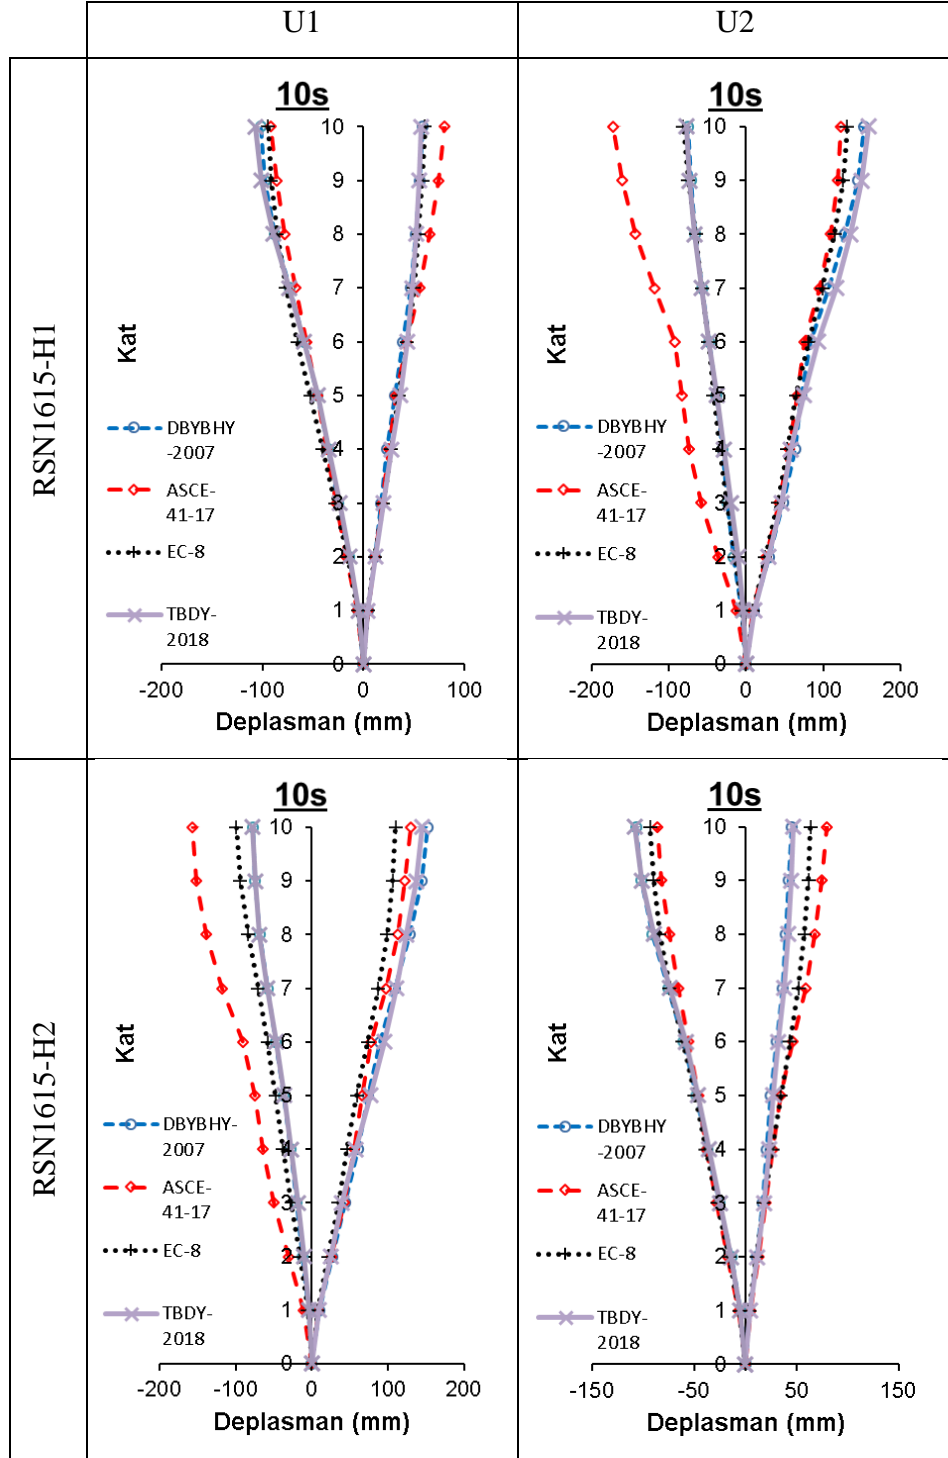 U1
U2
RSN1615-H1
10s
10
9
8
7
6
5
4
3
2
1
0
Kat
DBYBHY
-2007
ASCE-
41-17
EC-8
TBDY-
2018
-200
-100
0
100
Deplasman (mm)
10s
10
9
8
7
6
5
4
3
2
1
0
Kat
DBYBHY
-2007
ASCE-
41-17
EC-8
TBDY-
2018
-200
-100
0
100
200
Deplasman (mm)
RSN1615-H2
10s
10
9
8
7
6
5
4
3
2
1
0
Kat
DBYBHY-
2007
ASCE-
41-17
EC-8
TBDY-
2018
-200
-100
0
100
200
Deplasman (mm)
10s
10
9
8
7
6
5
4
3
2
1
0
Kat
DBYBHY
-2007
ASCE-
41-17
EC-8
TBDY-
2018
-150
-50
50
150
Deplasman (mm)